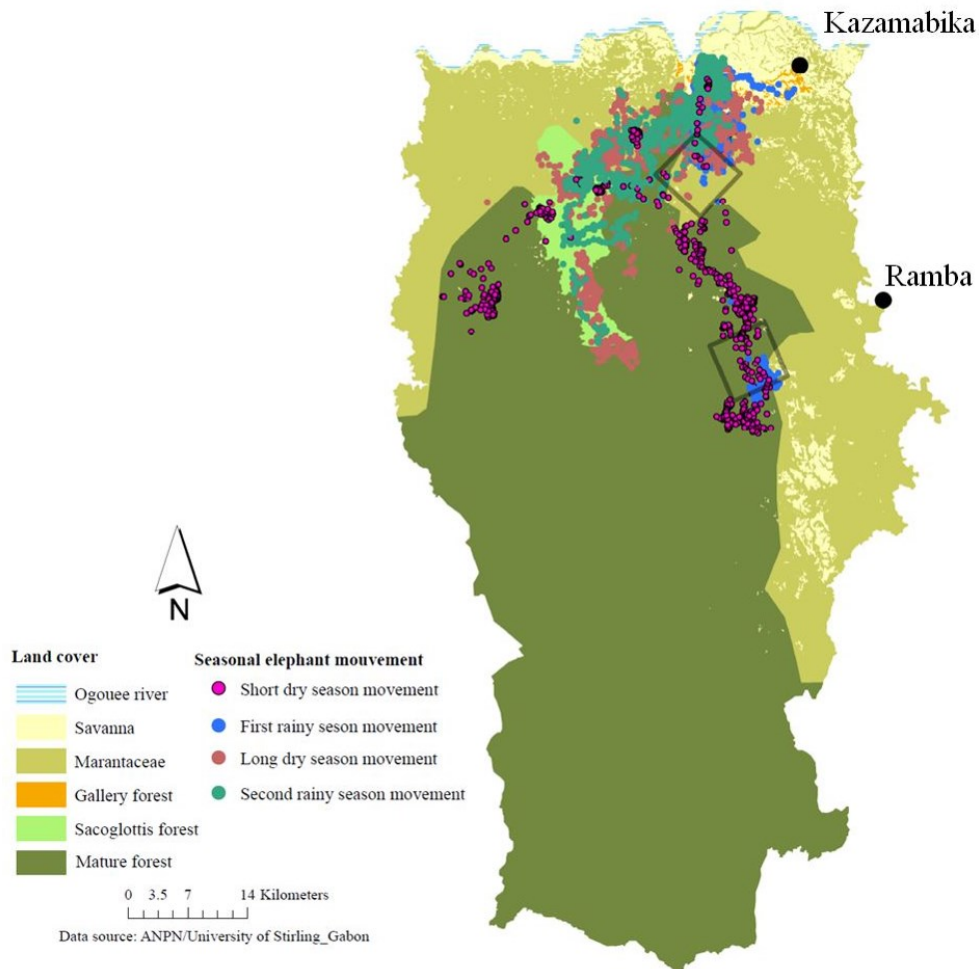 Kazamabika
Ramba
N
Land cover
Ogouee river
Savanna
Marantaceae
Gallery forest
Sacoglottis forest
Mature forest
Seasonal elephant mouvement
Short dry season movement
First rainy seson movement
Long dry season movement
Second rainy season movement
0 3.5 7 14 Kilometers
Data source: ANPN/University of Stirling_Gabon